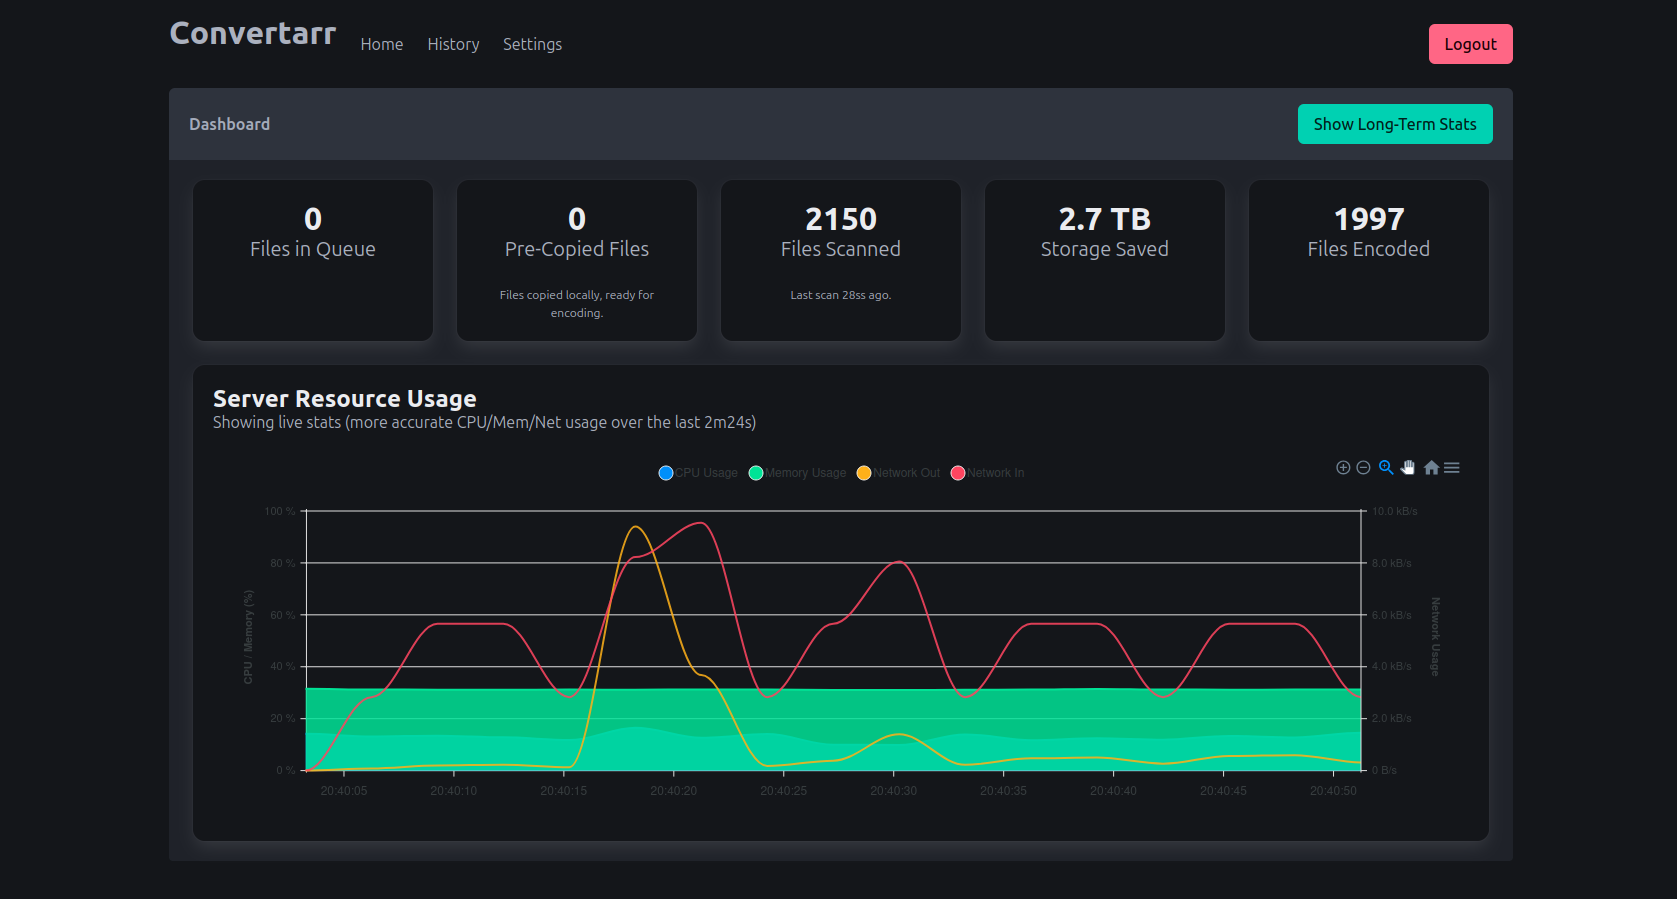 Convertarr
Home
History
Settings
Logout
Dashboard
Show Long-Term Stats
0
Files in Queue
0
Pre-Copied Files
Files copied locally, ready for
encoding.
2150
Files Scanned
Last scan 28ss ago.
2.7 TB
Storage Saved
1997
Files Encoded
Server Resource Usage
Showing live stats (more accurate CPU/Mem/Net usage over the last 2m24s)
CPU Usage
Memory Usage
Network Out
Network In
CPU / Memory (%)
100 %
80 %
60 %
40 %
20 %
0 %
10.0 kB/s
8.0 kB/s
6.0 kB/s
4.0 kB/s
2.0 kB/s
0 B/s
Network Usage
20:40:05
20:40:10
20:40:15
20:40:20
20:40:25
20:40:30
20:40:35
20:40:40
20:40:45
20:40:50